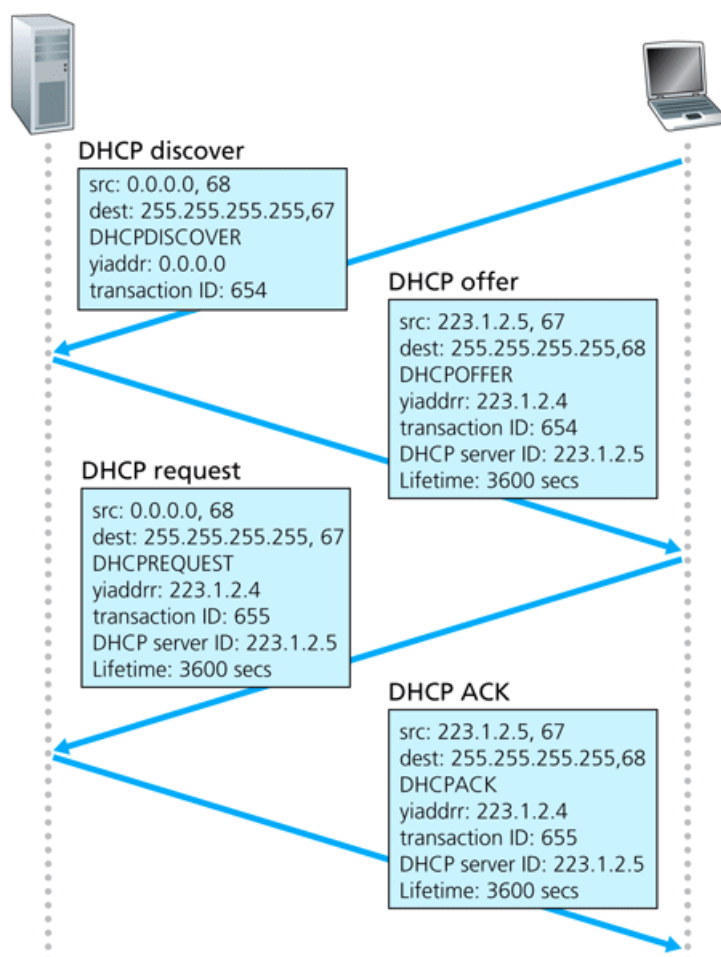 DHCP discover
src: 0.0.0.0, 68
dest: 255.255.255.255,67
DHCPDISCOVER
yiaddr: 0.0.0.0
transaction ID: 654
DHCP offer
src: 223.1.2.5, 67
dest: 255.255.255.255,68
DHCPOFFER
yiaddrr: 223.1.2.4
transaction ID: 654
DHCP server ID: 223.1.2.5
Lifetime: 3600 secs
DHCP request
src: 0.0.0.0, 68
dest: 255.255.255.255, 67
DHCPREQUEST
yiaddrr: 223.1.2.4
transaction ID: 655
DHCP server ID: 223.1.2.5
Lifetime: 3600 secs
DHCP ACK
src: 223.1.2.5, 67
dest: 255.255.255.255,68
DHCPACK
yiaddrr: 223.1.2.4
transaction ID: 655
DHCP server ID: 223.1.2.5
Lifetime: 3600 secs